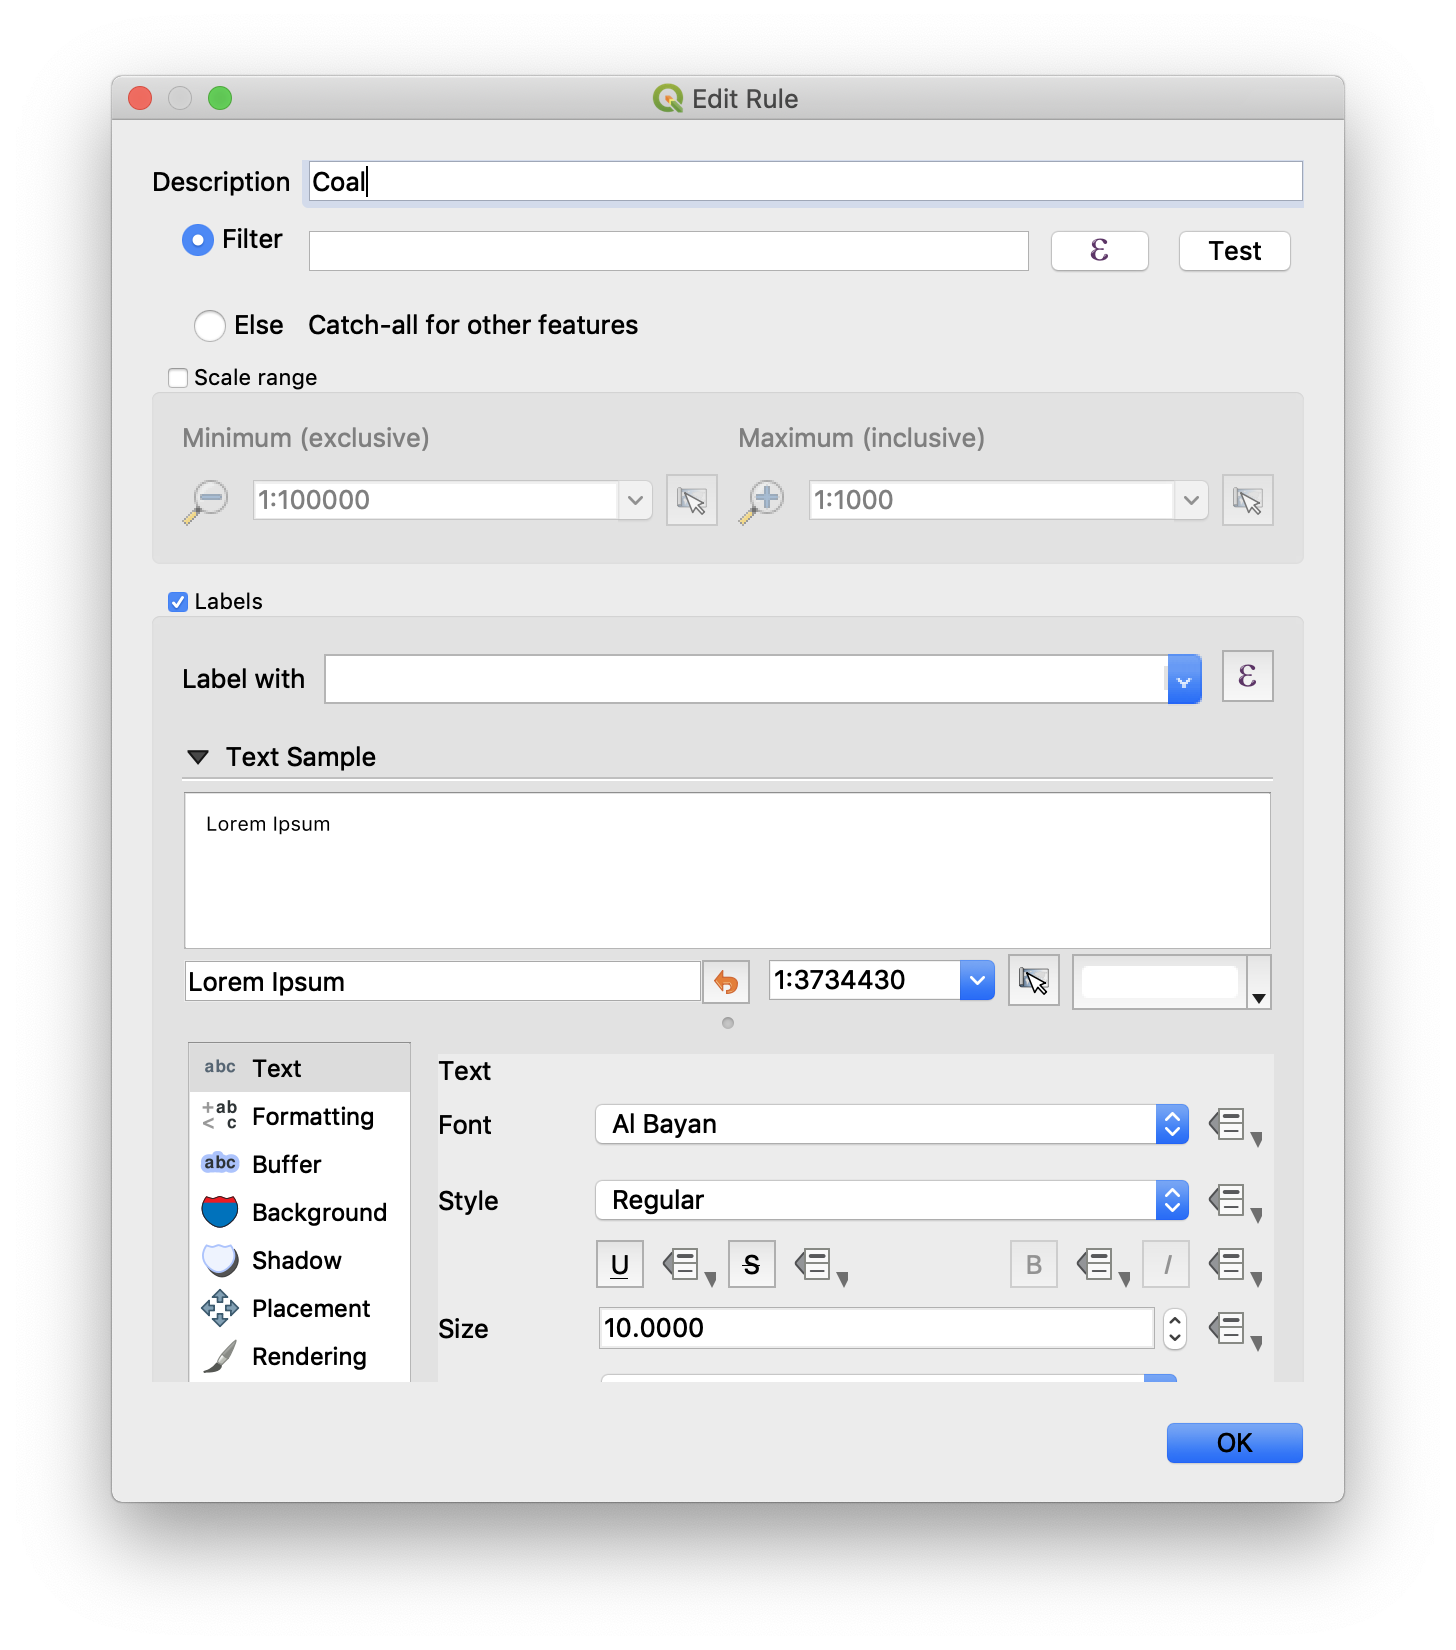 Edit Rule
Description Coal
Filter ε Test
Else Catch-all for other features
Scale range
Minimum (exclusive) Maximum (inclusive)
1:100000 1:1000
Labels
Label with ε
Text Sample
Lorem Ipsum
Lorem Ipsum 1:3734430
abc Text
+ab
< c Formatting
abc Buffer
Background
Shadow
Placement
Rendering
Text
Font Al Bayan
Style Regular
U S B I
Size 10.0000
OK